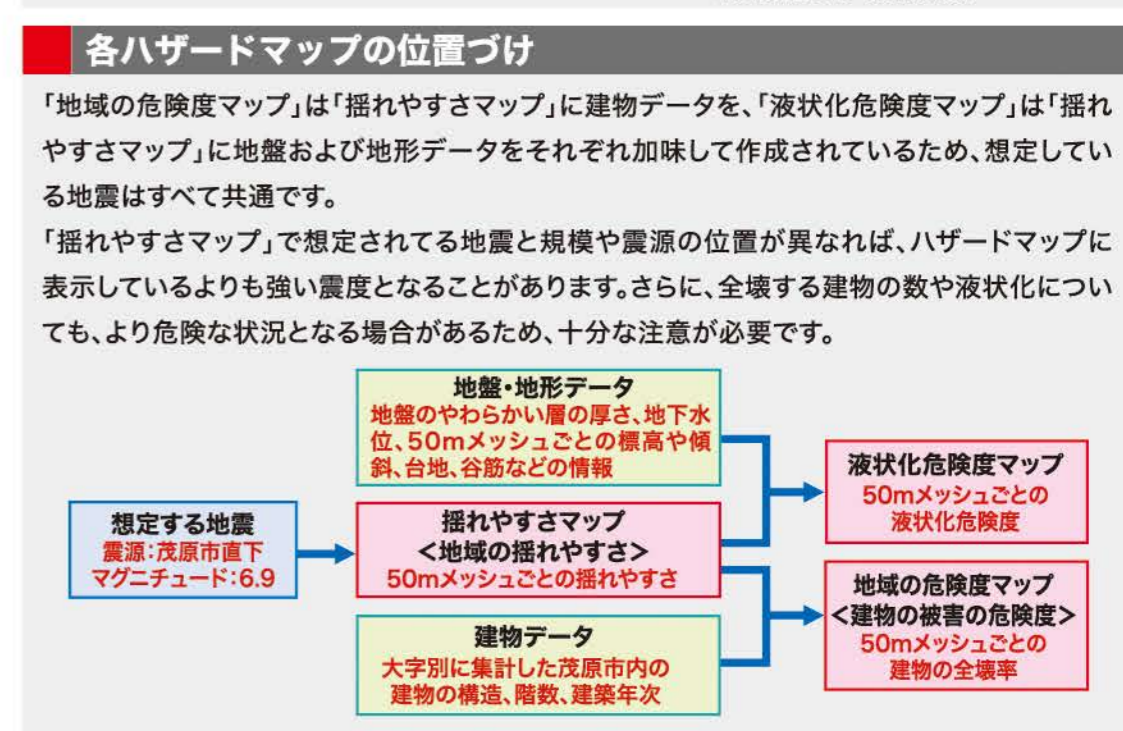 各ハザードマップの位置づけ
「地域の危険度マップ」は「揺れやすさマップ」に建物データを、「液状化危険度マップ」は「揺れ
やすさマップ」に地盤および地形データをそれぞれ加味して作成されているため、想定してい
る地震はすべて共通です。
「揺れやすさマップ」で想定されてる地震と規模や震源の位置が異なれば、ハザードマップに
表示しているよりも強い震度となることがあります。さらに、全壊する建物の数や液状化につい
ても、より危険な状況となる場合があるため、十分な注意が必要です。
地盤・地形データ
地盤のやわらかい層の厚さ、地下水
位、50mメッシュごとの標高や傾
斜、台地、谷筋などの情報
想定する地震
震源：茂原市直下
マグニチュード：6.9
揺れやすさマップ
＜地域の揺れやすさ＞
50mメッシュごとの揺れやすさ
建物データ
大字別に集計した茂原市内の
建物の構造、階数、建築年次
液状化危険度マップ
50mメッシュごとの
液状化危険度
地域の危険度マップ
＜建物の被害の危険度＞
50mメッシュごとの
建物の全壊率